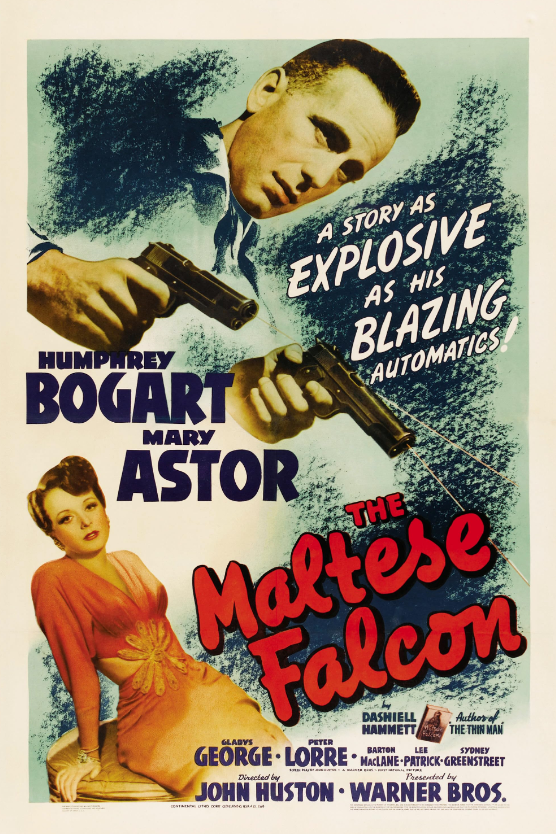 A STORY AS
EXPLOSIVE
AS HIS
BLAZING
AUTOMATICS!
HUMPHREY
BOGART
MARY
ASTOR
THE
Maltese
Falcon
by
DASHIELL
HAMMETT
Author of
"THE THIN MAN"
GLADYS
GEORGE ·
PETER
LORRE ·
BARTON
MACLANE ·
LEE
PATRICK ·
SYDNEY
GREENSTREET
Directed by
JOHN HUSTON ·
Presented by
WARNER BROS.